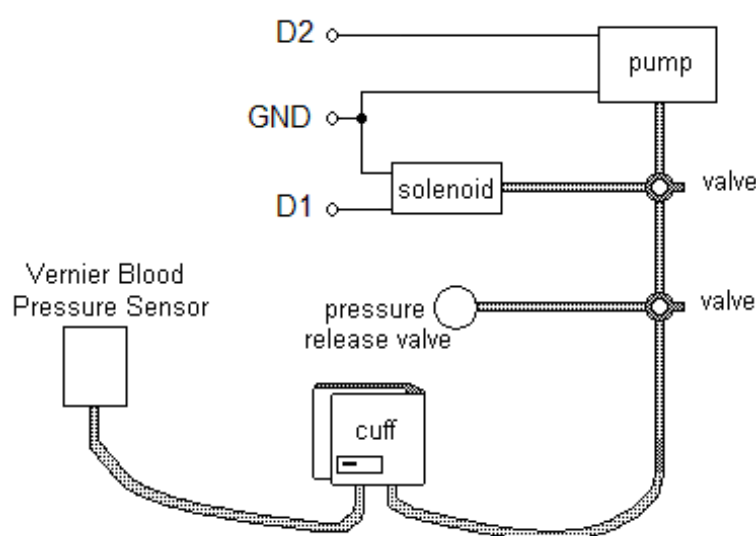 D2
pump
GND
solenoid
valve
D1
Vernier Blood
Pressure Sensor
pressure
release valve
valve
cuff